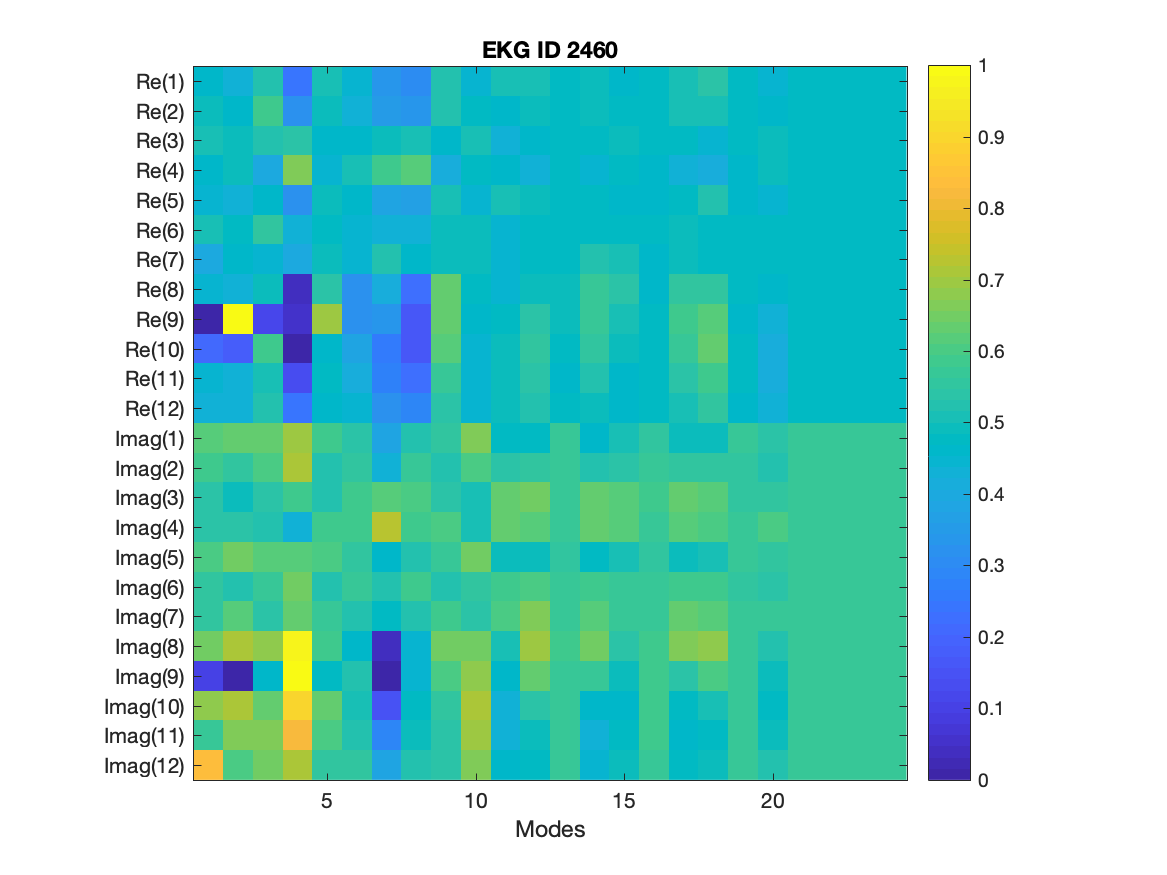 EKG ID 2460
Re(1)
Re(2)
Re(3)
Re(4)
Re(5)
Re(6)
Re(7)
Re(8)
Re(9)
Re(10)
Re(11)
Re(12)
Imag(1)
Imag(2)
Imag(3)
Imag(4)
Imag(5)
Imag(6)
Imag(7)
Imag(8)
Imag(9)
Imag(10)
Imag(11)
Imag(12)
5 10 15 20
Modes
1
0.9
0.8
0.7
0.6
0.5
0.4
0.3
0.2
0.1
0